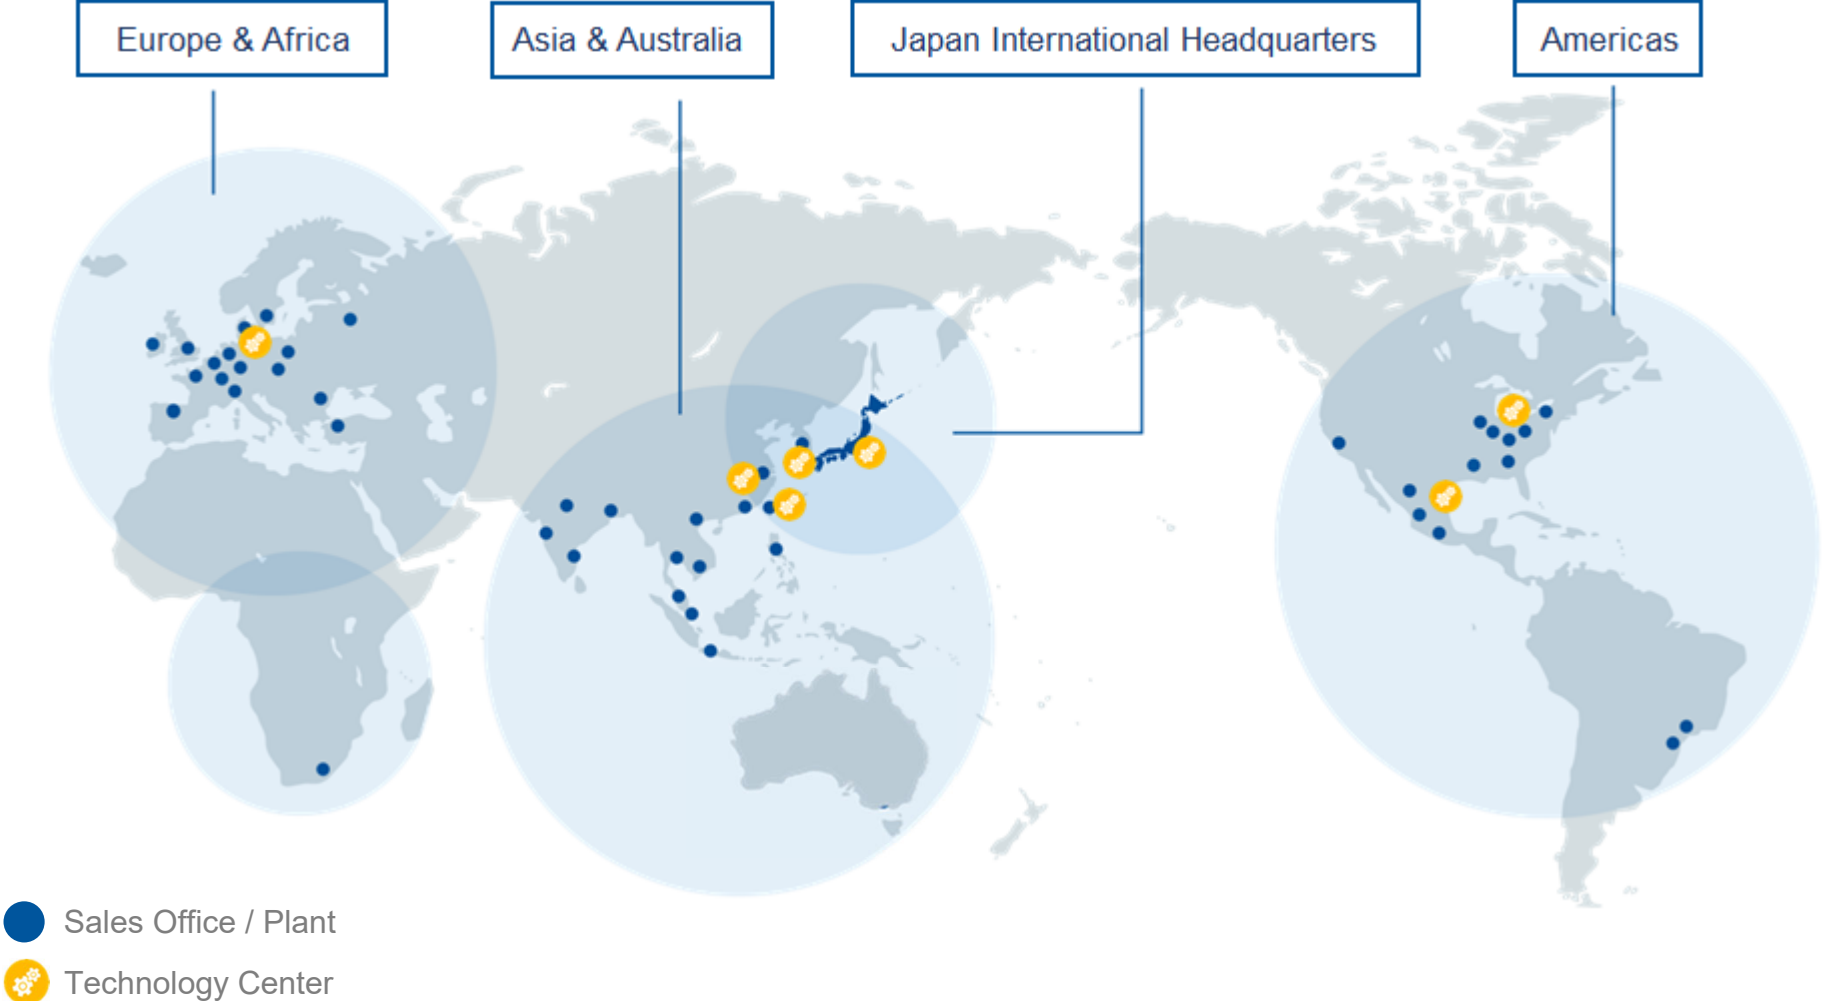 Europe & Africa
Asia & Australia
Japan International Headquarters
Americas
Sales Office / Plant
Technology Center